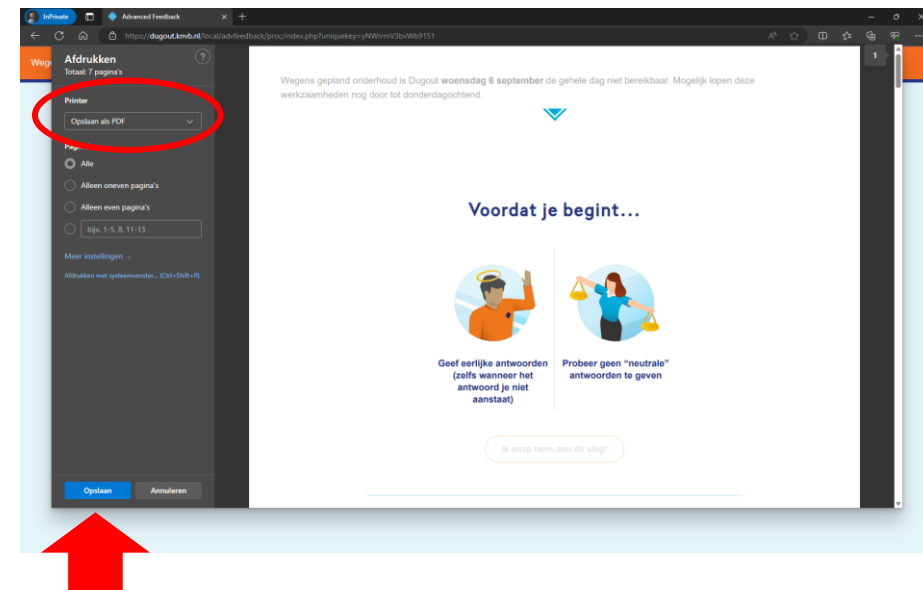 InPrivate
Advanced Feedback
https://dugout.knvb.nl/local/advfeedback/proc/index.php?uniquekey=yNWrmV3bvWb9151
Weg
Afdrukken
?
Totaal: 7 pagina's
Printer
Opslaan als PDF
Alle
Alleen oneven pagina's
Alleen even pagina's
bijv. 1-5, 8, 11-13
Meer instellingen
Afdrukken met systeemvenster... (Ctrl+Shift+P)
Opslaan
Annuleren
1
Wegens gepland onderhoud is Dugout woensdag 6 september de gehele dag niet bereikbaar. Mogelijk lopen deze
werkzaamheden nog door tot donderdagochtend.
Voordat je begint...
Geef eerlijke antwoorden
(zelfs wanneer het
antwoord je niet
aanstaat)
Probeer geen “neutrale”
antwoorden te geven
Ik snap hem, aan de slag!